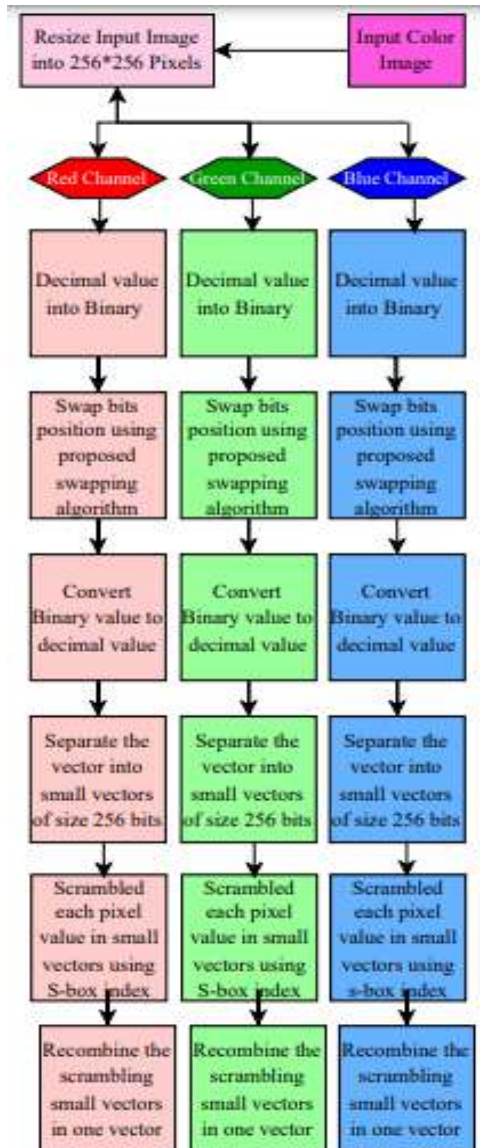 Resize Input Image
into 256*256 Pixels
Input Color
Image
Red Channel
Green Channel
Blue Channel
Decimal value
into Binary
Decimal value
into Binary
Decimal value
into Binary
Swap bits
position using
proposed
swapping
algorithm
Swap bits
position using
proposed
swapping
algorithm
Swap bits
position using
proposed
swapping
algorithm
Convert
Binary value to
decimal value
Convert
Binary value to
decimal value
Convert
Binary value to
decimal value
Separate the
vector into
small vectors
of size 256 bits
Separate the
vector into
small vectors
of size 256 bits
Separate the
vector into
small vectors
of size 256 bits
Scrambled
each pixel
value in small
vectors using
S-box index
Scrambled
each pixel
value in small
vectors using
S-box index
Scrambled
each pixel
value in small
vectors using
s-box index
Recombine the
scrambling
small vectors
in one vector
Recombine the
scrambling
small vectors
in one vector
Recombine the
scrambling
small vectors
in one vector